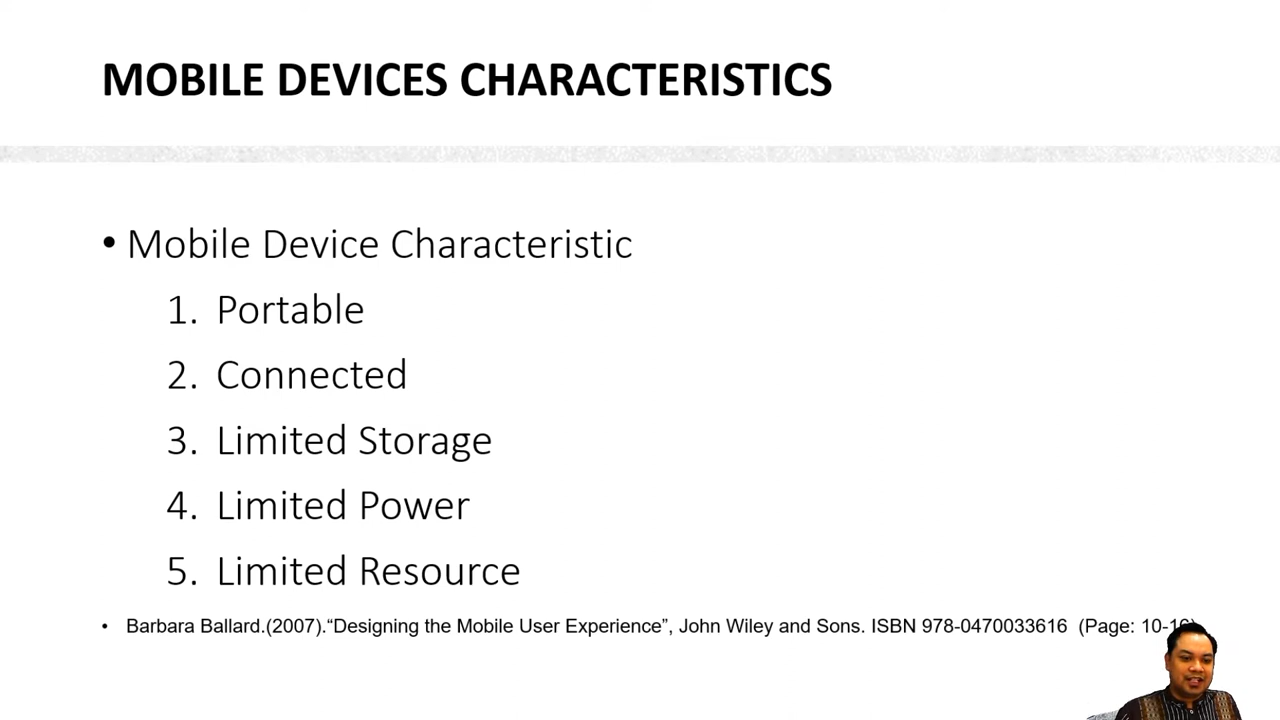 MOBILE DEVICES CHARACTERISTICS
• Mobile Device Characteristic
1. Portable
2. Connected
3. Limited Storage
4. Limited Power
5. Limited Resource
• Barbara Ballard.(2007).“Designing the Mobile User Experience”, John Wiley and Sons. ISBN 978-0470033616 (Page: 10-16)